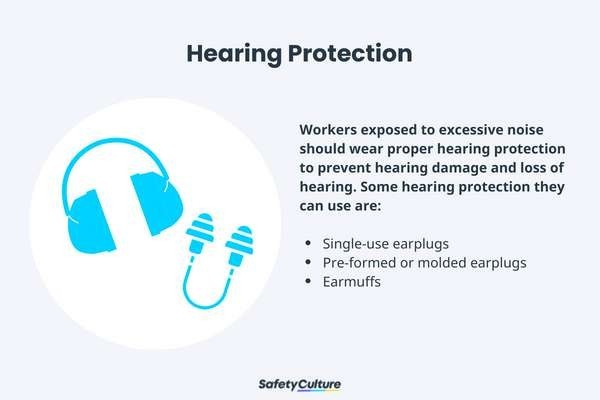 Hearing Protection
Workers exposed to excessive noise
should wear proper hearing protection
to prevent hearing damage and loss of
hearing. Some hearing protection they
can use are:
• Single-use earplugs
• Pre-formed or molded earplugs
• Earmuffs
SafetyCulture